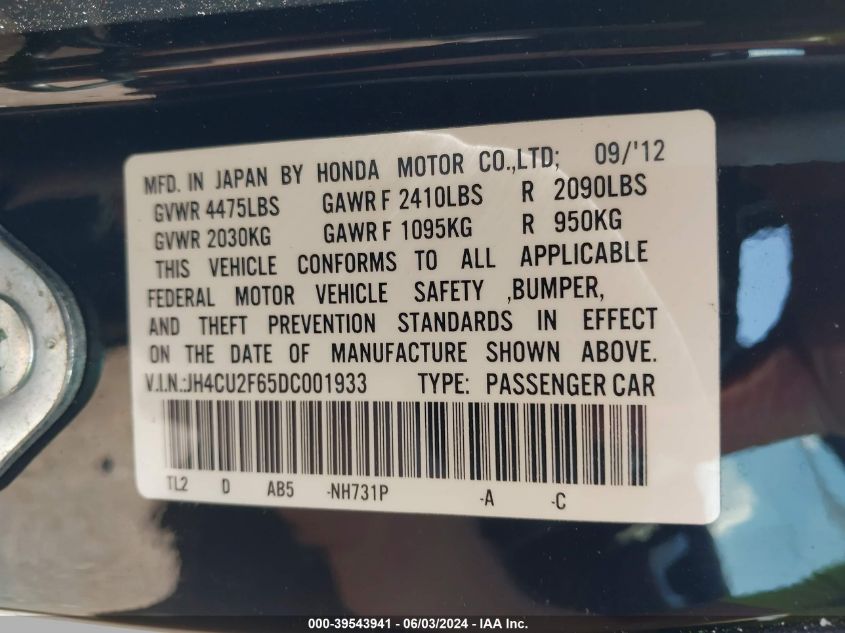 MFD. IN JAPAN BY HONDA MOTOR CO.,LTD; 09/'12
GVWR 4475LBS GAWR F 2410LBS R 2090LBS
GVWR 2030KG GAWR F 1095KG R 950KG
THIS VEHICLE CONFORMS TO ALL APPLICABLE
FEDERAL MOTOR VEHICLE SAFETY ,BUMPER,
AND THEFT PREVENTION STANDARDS IN EFFECT
ON THE DATE OF MANUFACTURE SHOWN ABOVE.
V.I.N.:JH4CU2F65DC001933 TYPE: PASSENGER CAR
TL2 D AB5 -NH731P -A -C
000-39543941 - 06/03/2024 - IAA Inc.